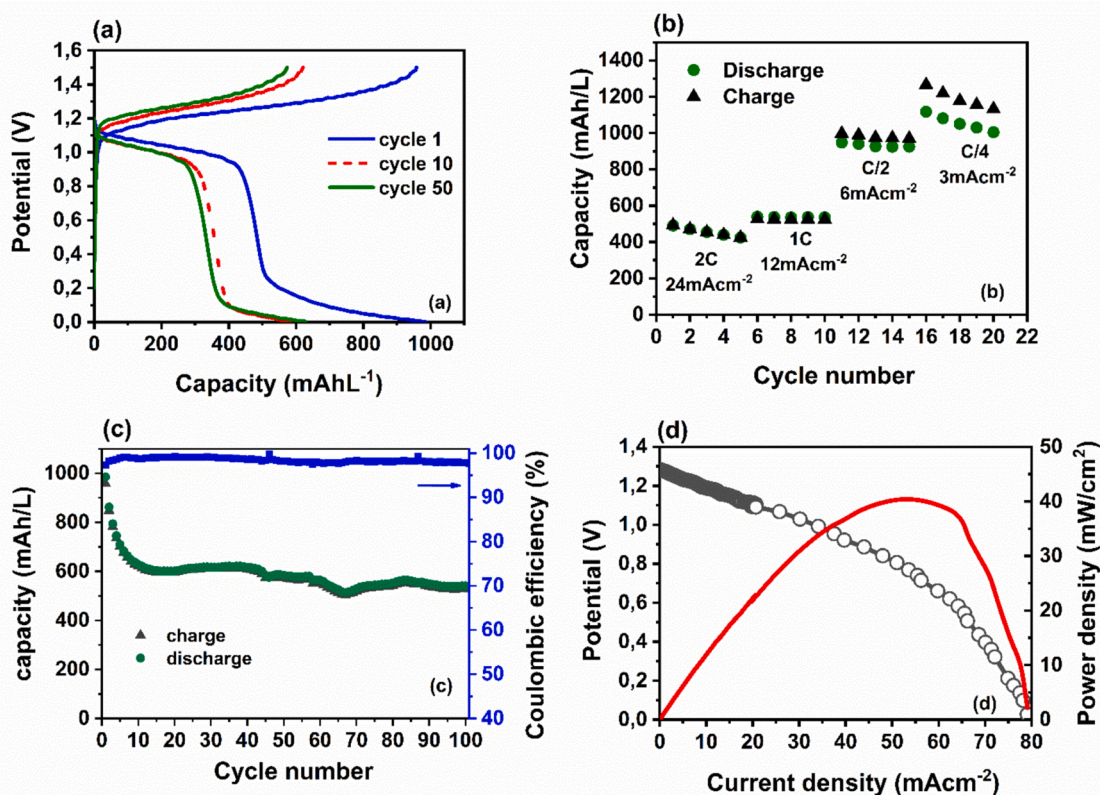 (a)
1,6
1,4
1,2
1,0
0,8
0,6
0,4
0,2
0,0
Potential (V)
cycle 1
cycle 10
cycle 50
(a)
0 200 400 600 800 1000
Capacity (mAhL⁻¹)
(b)
1400
1200
1000
800
600
400
200
0
Capacity (mAh/L)
Discharge
Charge
C/2
6mAcm⁻²
C/4
3mAcm⁻²
2C
24mAcm⁻²
1C
12mAcm⁻²
(b)
0 2 4 6 8 10 12 14 16 18 20 22
Cycle number
(c)
1000
800
600
400
200
0
capacity (mAh/L)
charge
discharge
(c)
100
90
80
70
60
50
40
Coulombic efficiency (%)
0 10 20 30 40 50 60 70 80 90 100
Cycle number
(d)
1,4
1,2
1,0
0,8
0,6
0,4
0,2
0,0
Potential (V)
50
40
30
20
10
0
Power density (mW/cm²)
(d)
0 10 20 30 40 50 60 70 80
Current density (mAcm⁻²)